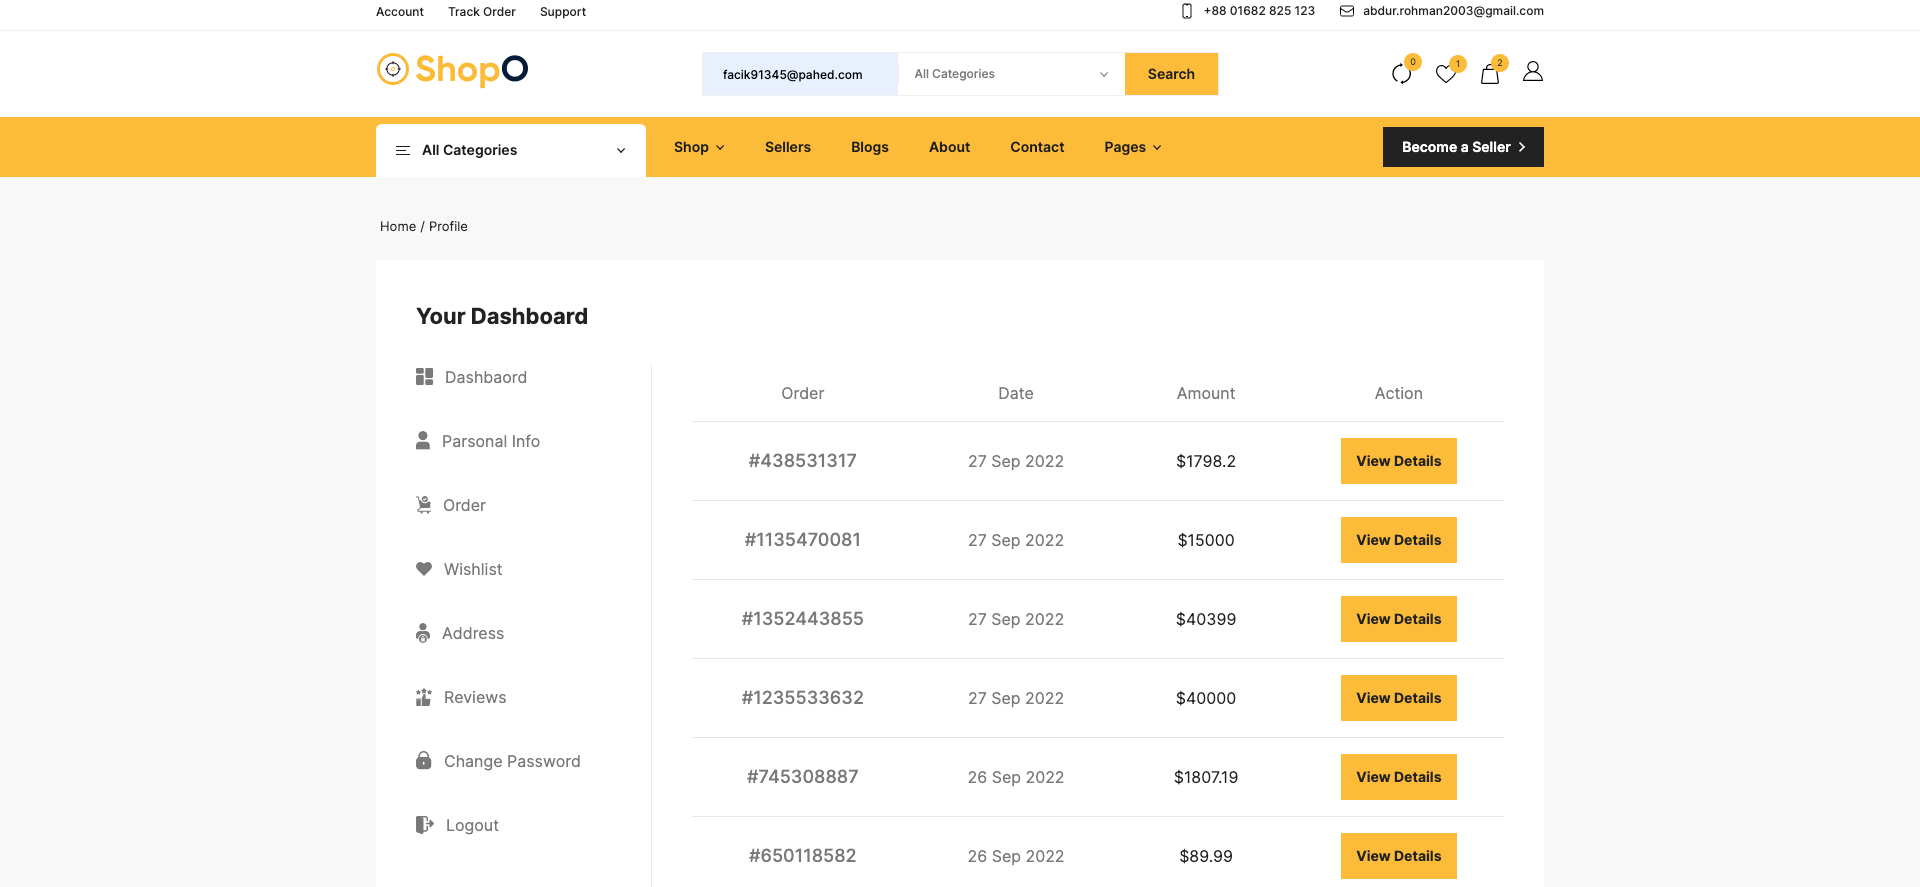 Account Track Order Support +88 01682 825 123 abdur.rohman2003@gmail.com
ShopO facik91345@pahed.com All Categories Search 0 1 2
All Categories Shop Sellers Blogs About Contact Pages Become a Seller
Home / Profile
Your Dashboard
Dashbaord
Parsonal Info
Order
Wishlist
Address
Reviews
Change Password
Logout
Order Date Amount Action
#438531317 27 Sep 2022 $1798.2 View Details
#1135470081 27 Sep 2022 $15000 View Details
#1352443855 27 Sep 2022 $40399 View Details
#1235533632 27 Sep 2022 $40000 View Details
#745308887 26 Sep 2022 $1807.19 View Details
#650118582 26 Sep 2022 $89.99 View Details